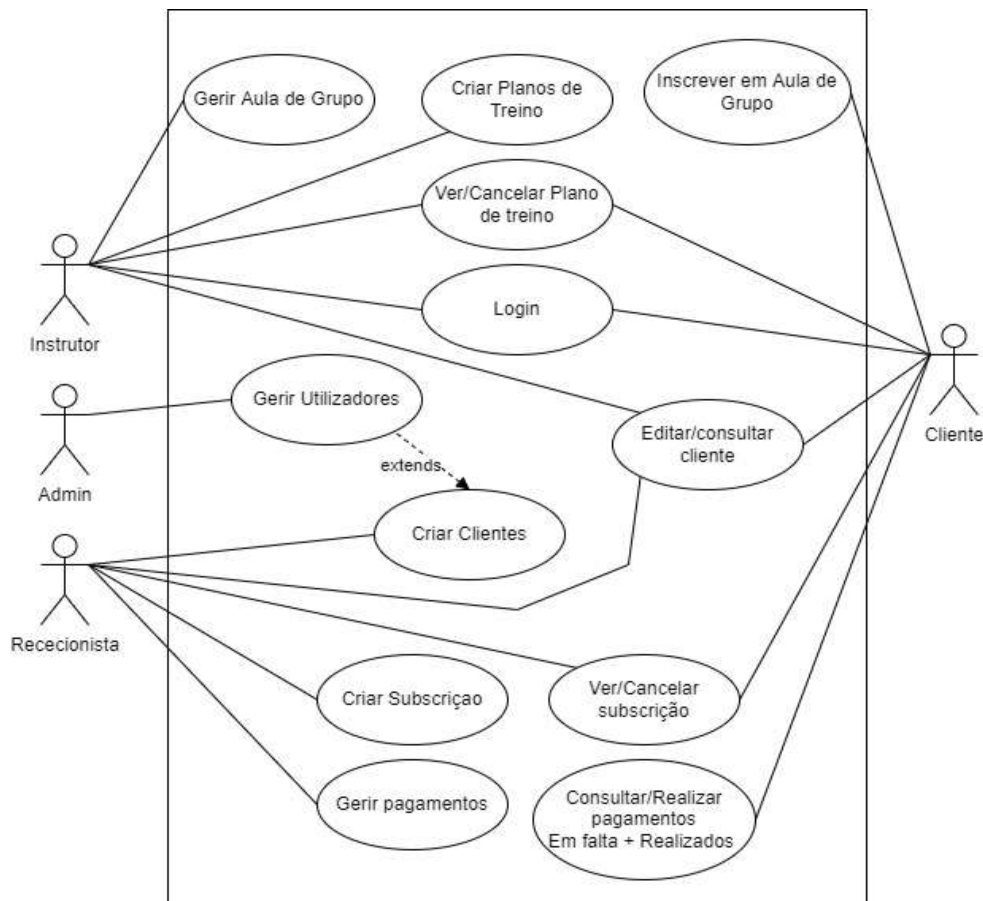 Gerir Aula de Grupo
Criar Planos de
Treino
Inscrever em Aula de
Grupo
Ver/Cancelar Plano
de treino
Login
Instrutor
Gerir Utilizadores
Editar/consultar
cliente
Cliente
extends
Admin
Criar Clientes
Rececionista
Criar Subscriçao
Ver/Cancelar
subscrição
Gerir pagamentos
Consultar/Realizar
pagamentos
Em falta + Realizados